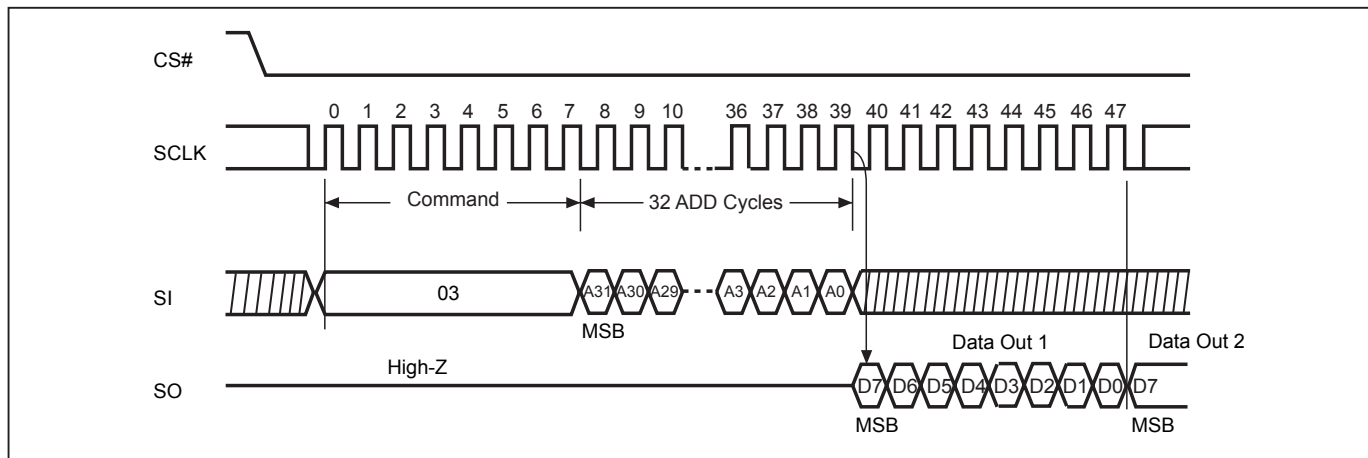 CS#
0 1 2 3 4 5 6 7 8 9 10 36 37 38 39 40 41 42 43 44 45 46 47
SCLK
Command 32 ADD Cycles
SI 03 A31 A30 A29 A3 A2 A1 A0
MSB
Data Out 1 Data Out 2
High-Z
SO D7 D6 D5 D4 D3 D2 D1 D0 D7
MSB MSB